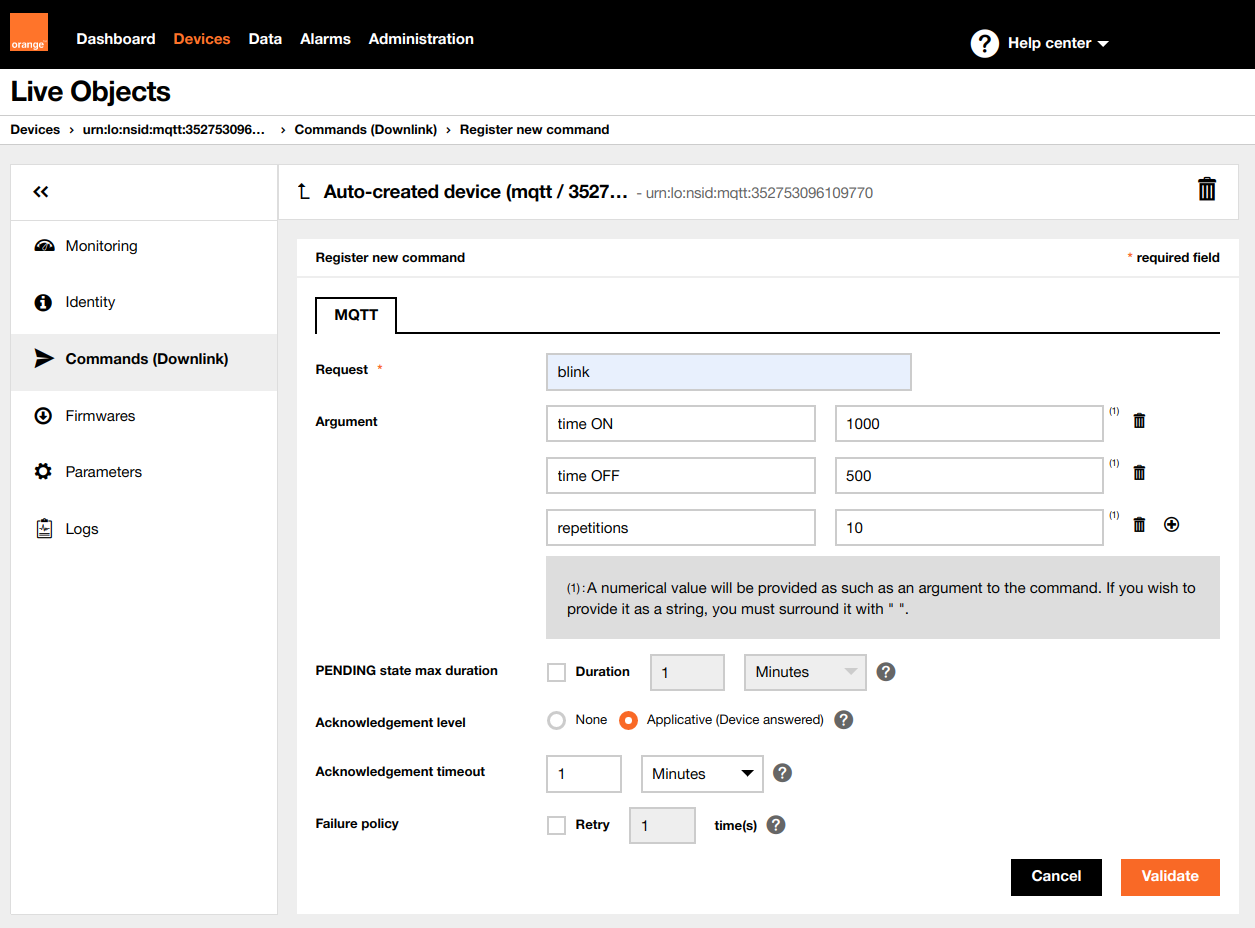 orange™
Dashboard Devices Data Alarms Administration
? Help center
Live Objects
Devices › urn:lo:nsid:mqtt:352753096... › Commands (Downlink) › Register new command
Auto-created device (mqtt / 3527... - urn:lo:nsid:mqtt:352753096109770
Monitoring
Identity
Commands (Downlink)
Firmwares
Parameters
Logs
Register new command * required field
MQTT
Request * blink
Argument time ON 1000 (1)
time OFF 500 (1)
repetitions 10 (1)
(1):A numerical value will be provided as such as an argument to the command. If you wish to
provide it as a string, you must surround it with " ".
PENDING state max duration Duration 1 Minutes ?
Acknowledgement level None Applicative (Device answered) ?
Acknowledgement timeout 1 Minutes ?
Failure policy Retry 1 time(s) ?
Cancel Validate